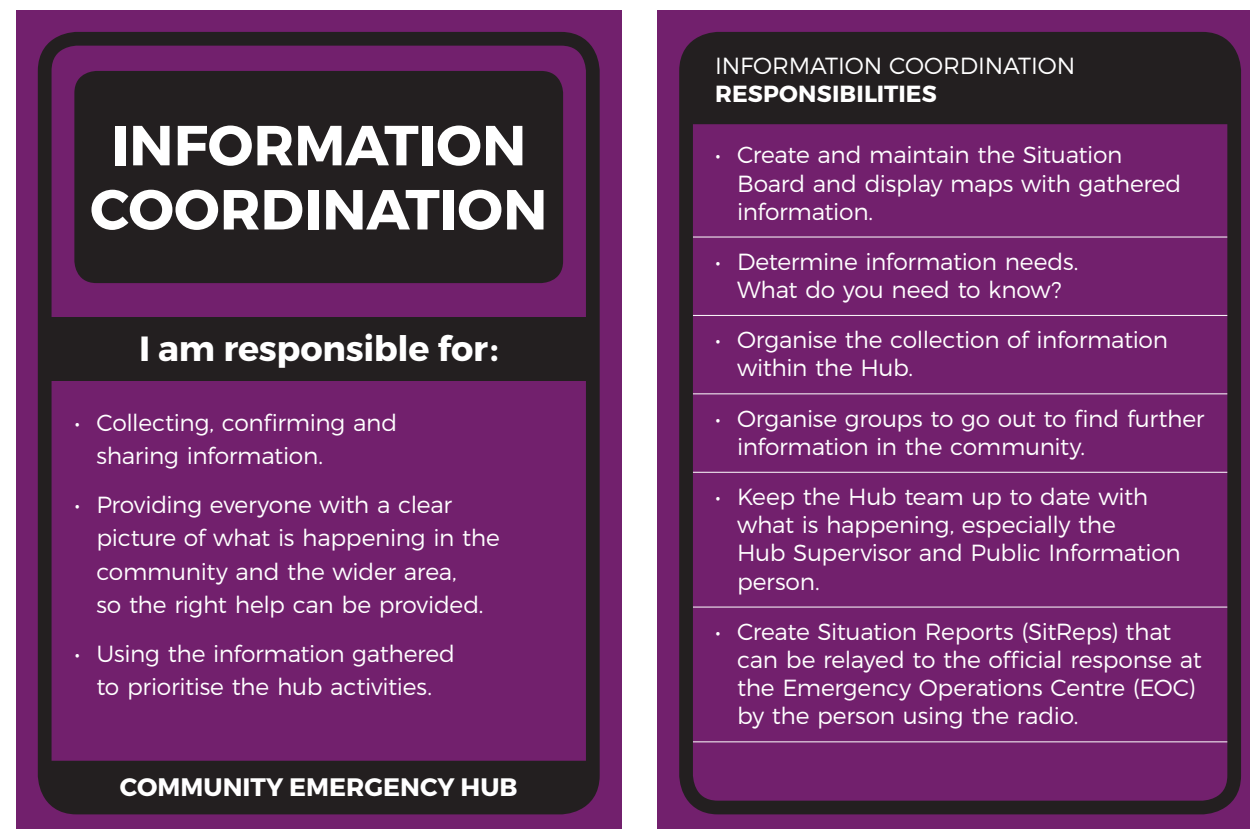 INFORMATION
COORDINATION
I am responsible for:
• Collecting, confirming and
sharing information.
• Providing everyone with a clear
picture of what is happening in the
community and the wider area,
so the right help can be provided.
• Using the information gathered
to prioritise the hub activities.
COMMUNITY EMERGENCY HUB
INFORMATION COORDINATION
RESPONSIBILITIES
• Create and maintain the Situation
Board and display maps with gathered
information.
• Determine information needs.
What do you need to know?
• Organise the collection of information
within the Hub.
• Organise groups to go out to find further
information in the community.
• Keep the Hub team up to date with
what is happening, especially the
Hub Supervisor and Public Information
person.
• Create Situation Reports (SitReps) that
can be relayed to the official response at
the Emergency Operations Centre (EOC)
by the person using the radio.